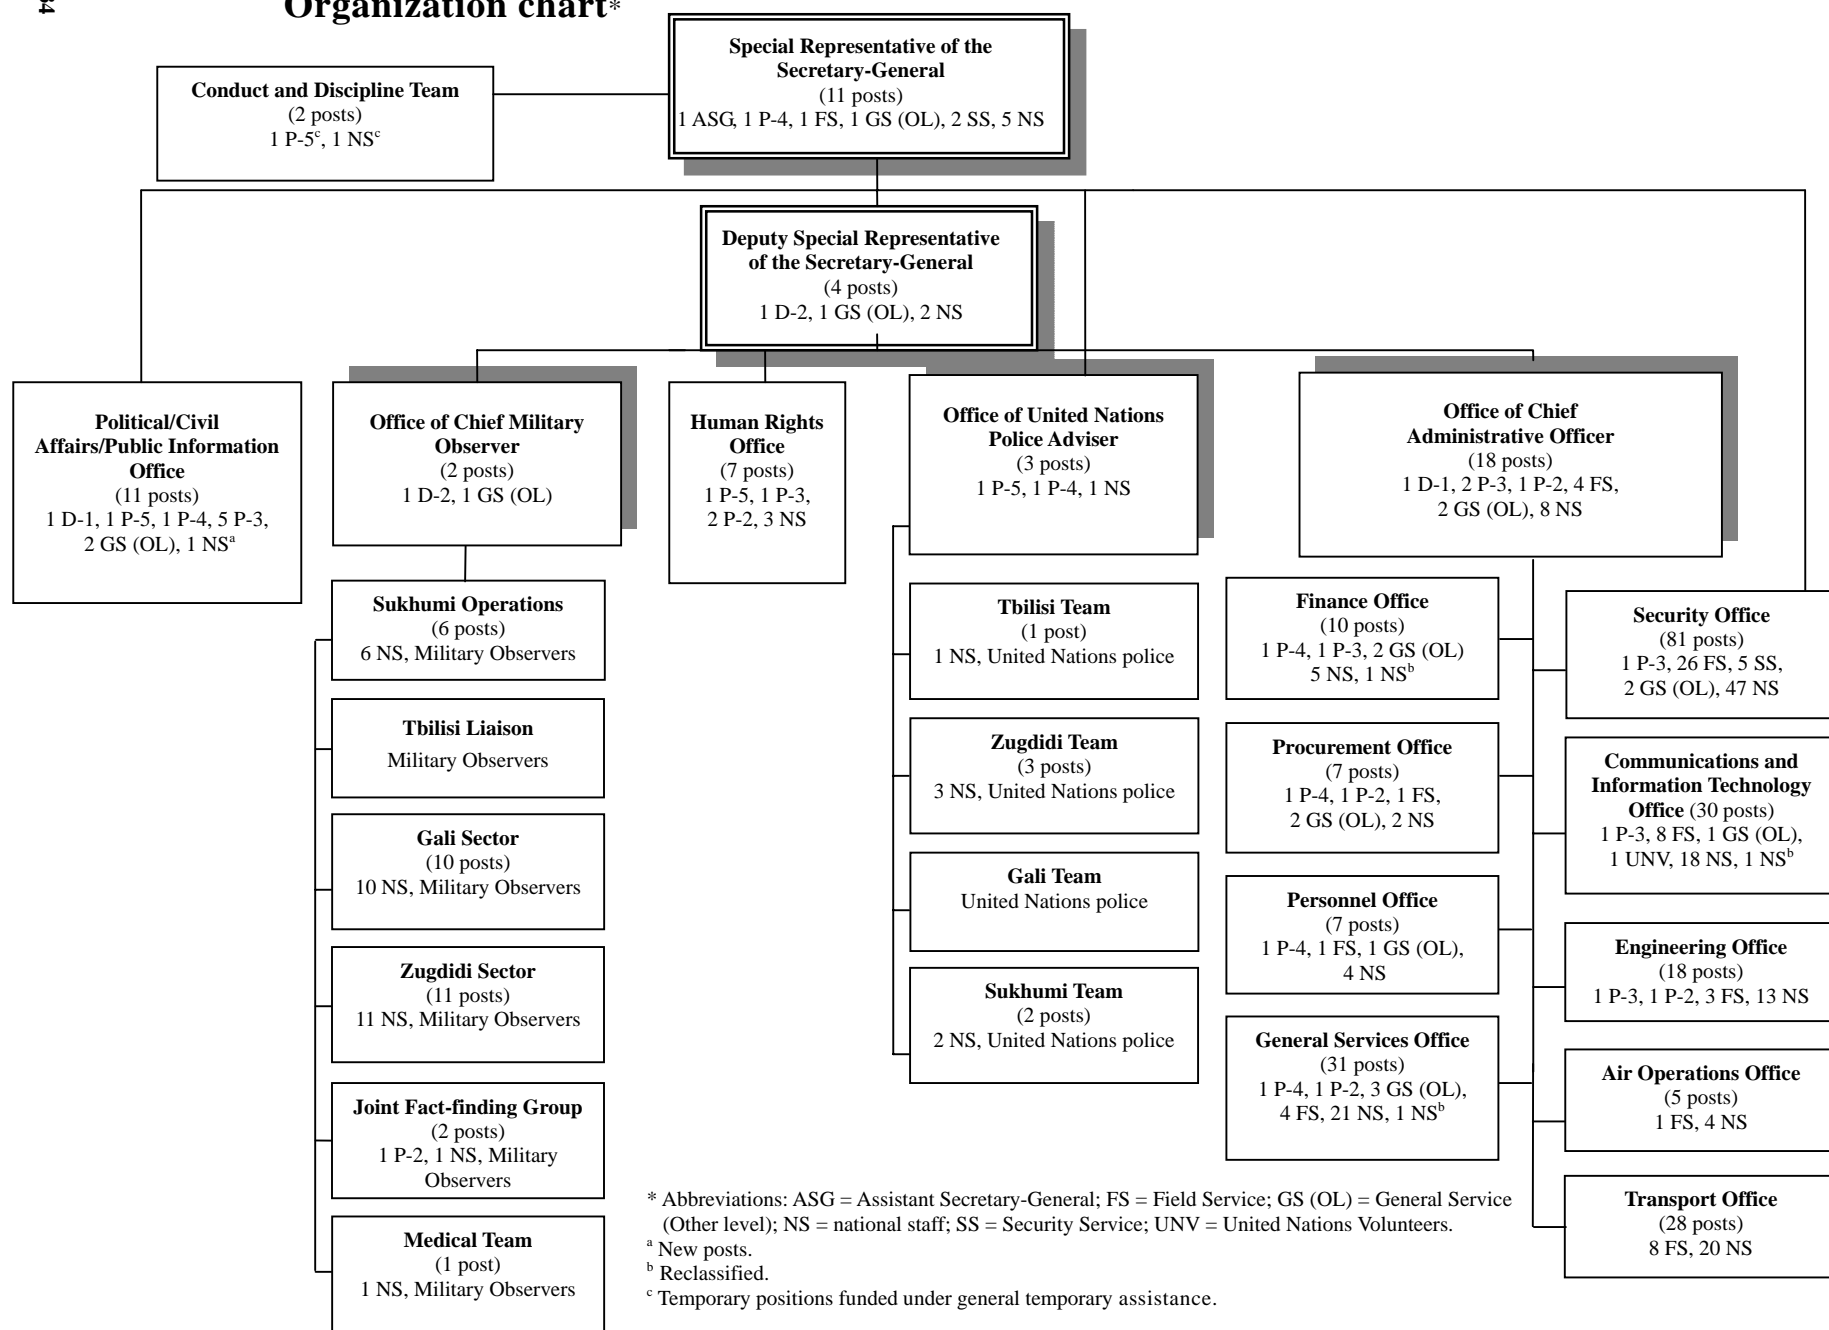 64
Organization chart*
Special Representative of the
Secretary-General
(11 posts)
1 ASG, 1 P-4, 1 FS, 1 GS (OL), 2 SS, 5 NS
Conduct and Discipline Team
(2 posts)
1 P-5c, 1 NSc
Deputy Special Representative
of the Secretary-General
(4 posts)
1 D-2, 1 GS (OL), 2 NS
Political/Civil
Affairs/Public Information
Office
(11 posts)
1 D-1, 1 P-5, 1 P-4, 5 P-3,
2 GS (OL), 1 NSa
Office of Chief Military
Observer
(2 posts)
1 D-2, 1 GS (OL)
Human Rights
Office
(7 posts)
1 P-5, 1 P-3,
2 P-2, 3 NS
Office of United Nations
Police Adviser
(3 posts)
1 P-5, 1 P-4, 1 NS
Office of Chief
Administrative Officer
(18 posts)
1 D-1, 2 P-3, 1 P-2, 4 FS,
2 GS (OL), 8 NS
Sukhumi Operations
(6 posts)
6 NS, Military Observers
Tbilisi Liaison
Military Observers
Gali Sector
(10 posts)
10 NS, Military Observers
Zugdidi Sector
(11 posts)
11 NS, Military Observers
Joint Fact-finding Group
(2 posts)
1 P-2, 1 NS, Military
Observers
Medical Team
(1 post)
1 NS, Military Observers
Tbilisi Team
(1 post)
1 NS, United Nations police
Zugdidi Team
(3 posts)
3 NS, United Nations police
Gali Team
United Nations police
Sukhumi Team
(2 posts)
2 NS, United Nations police
Finance Office
(10 posts)
1 P-4, 1 P-3, 2 GS (OL)
5 NS, 1 NSb
Procurement Office
(7 posts)
1 P-4, 1 P-2, 1 FS,
2 GS (OL), 2 NS
Personnel Office
(7 posts)
1 P-4, 1 FS, 1 GS (OL),
4 NS
General Services Office
(31 posts)
1 P-4, 1 P-2, 3 GS (OL),
4 FS, 21 NS, 1 NSb
Security Office
(81 posts)
1 P-3, 26 FS, 5 SS,
2 GS (OL), 47 NS
Communications and
Information Technology
Office (30 posts)
1 P-3, 8 FS, 1 GS (OL),
1 UNV, 18 NS, 1 NSb
Engineering Office
(18 posts)
1 P-3, 1 P-2, 3 FS, 13 NS
Air Operations Office
(5 posts)
1 FS, 4 NS
Transport Office
(28 posts)
8 FS, 20 NS
* Abbreviations: ASG = Assistant Secretary-General; FS = Field Service; GS (OL) = General Service
(Other level); NS = national staff; SS = Security Service; UNV = United Nations Volunteers.
a New posts.
b Reclassified.
c Temporary positions funded under general temporary assistance.